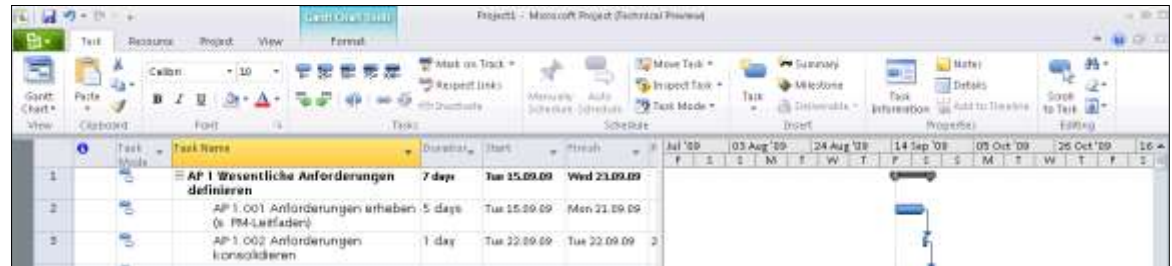 Gantt Chart Tools
Project1 - Microsoft Project (Technical Preview)
Task Resource Project View Format
Calibri 10
Mark on Track
Respect Links
Inactivate
Move Task
Inspect Task
Task Mode
Summary
Milestone
Deliverable
Notes
Details
Add to Timeline
Gantt Chart
Paste
B I U
Manually Schedule
Auto Schedule
Task
Task Information
Scroll to Task
View Clipboard Font Tasks Schedule Insert Properties Editing
Task Mode Task Name Duration Start Finish Jul '09 03 Aug '09 24 Aug '09 14 Sep '09 05 Oct '09 26 Oct '09 16
F S S M T W T F S S M T W T F S
1 AP 1 Wesentliche Anforderungen definieren 7 days Tue 15.09.09 Wed 23.09.09
2 AP 1.001 Anforderungen erheben (s. PM-Leitfaden) 5 days Tue 15.09.09 Mon 21.09.09
3 AP 1.002 Anforderungen konsolidieren 1 day Tue 22.09.09 Tue 22.09.09 2